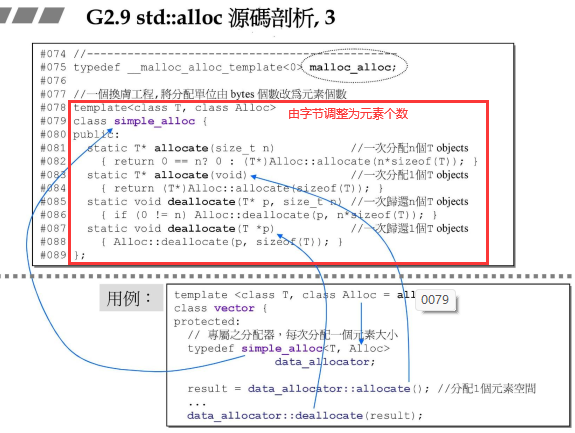 G2.9 std::alloc 源碼剖析, 3
#074 //----------------------------------------
#075 typedef __malloc_alloc_template<0> malloc_alloc;
#076
#077 //一個換膚工程,將分配單位由 bytes 個數改爲元素個數
#078 template<class T, class Alloc>
由字节调整为元素个数
#079 class simple_alloc {
#080 public:
#081 static T* allocate(size_t n) //一次分配n個T objects
#082 { return 0 == n? 0 : (T*)Alloc::allocate(n*sizeof(T)); }
#083 static T* allocate(void) //一次分配1個T objects
#084 { return (T*)Alloc::allocate(sizeof(T)); }
#085 static void deallocate(T* p, size_t n) //一次歸還n個T objects
#086 { if (0 != n) Alloc::deallocate(p, n*sizeof(T)); }
#087 static void deallocate(T *p) //一次歸還1個T objects
#088 { Alloc::deallocate(p, sizeof(T)); }
#089 };
用例：
template <class T, class Alloc = all
0079
class vector {
protected:
// 專屬之分配器，每次分配一個元素大小
typedef simple_alloc<T, Alloc>
data_allocator;
result = data_allocator::allocate(); //分配1個元素空間
...
data_allocator::deallocate(result);